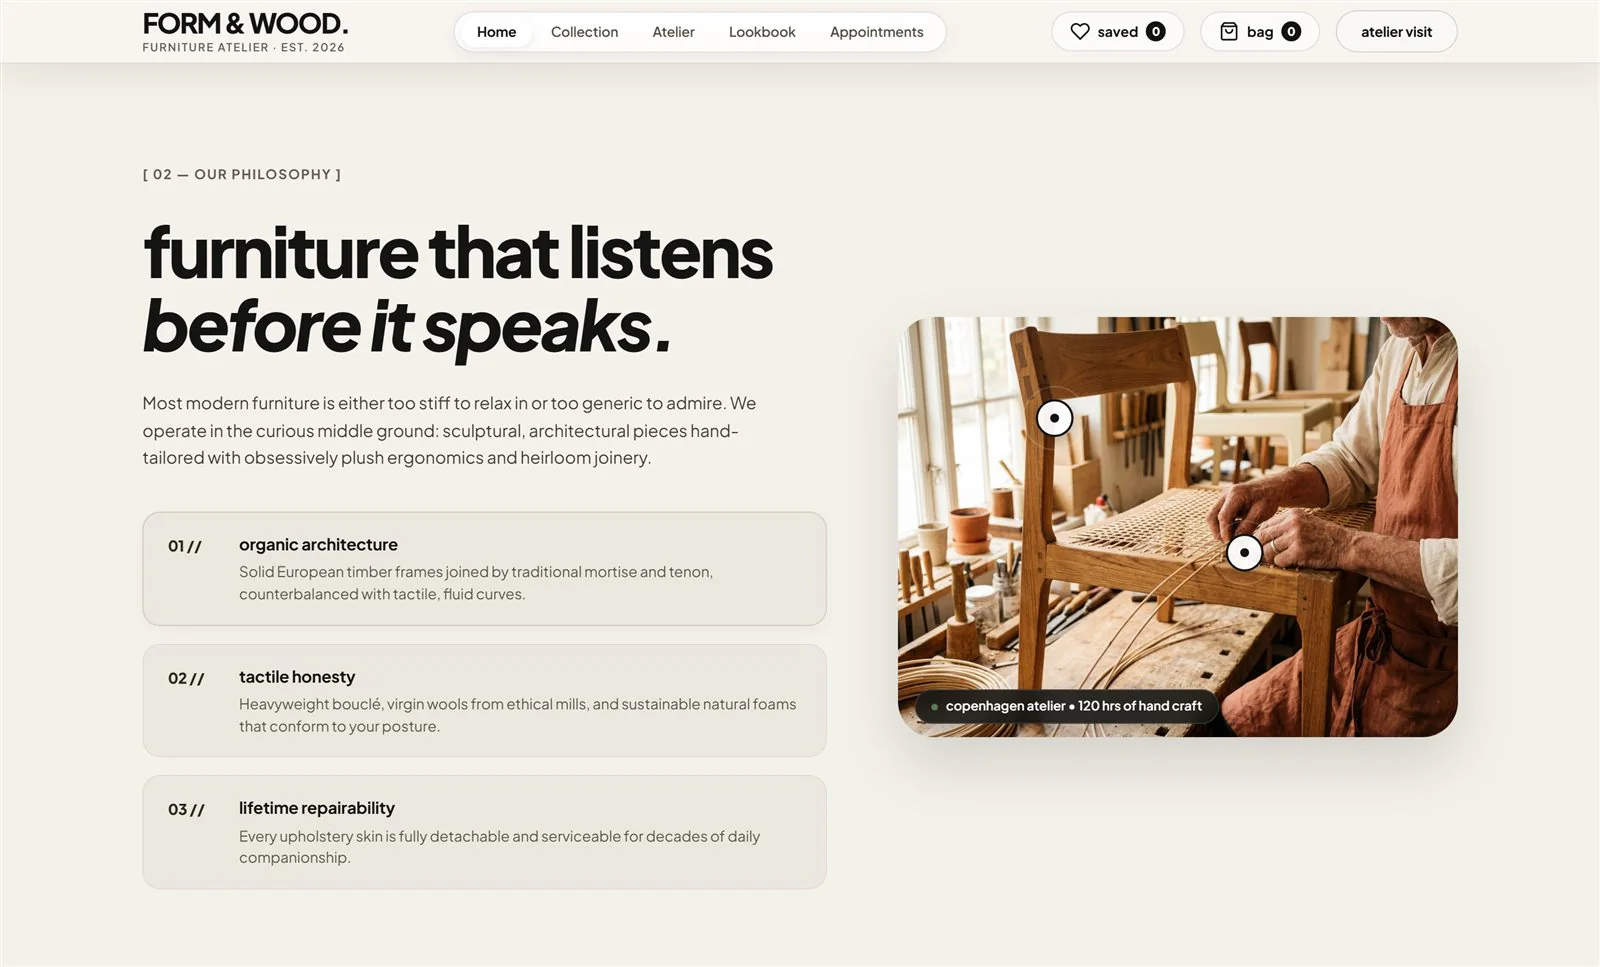 FORM & WOOD.
FURNITURE ATELIER · EST. 2026
Home
Collection
Atelier
Lookbook
Appointments
saved 0
bag 0
atelier visit
[ 02 — OUR PHILOSOPHY ]
furniture that listens
before it speaks.
Most modern furniture is either too stiff to relax in or too generic to admire. We
operate in the curious middle ground: sculptural, architectural pieces hand-
tailored with obsessively plush ergonomics and heirloom joinery.
01 //
organic architecture
Solid European timber frames joined by traditional mortise and tenon,
counterbalanced with tactile, fluid curves.
02 //
tactile honesty
Heavyweight bouclé, virgin wools from ethical mills, and sustainable natural foams
that conform to your posture.
03 //
lifetime repairability
Every upholstery skin is fully detachable and serviceable for decades of daily
companionship.
copenhagen atelier • 120 hrs of hand craft